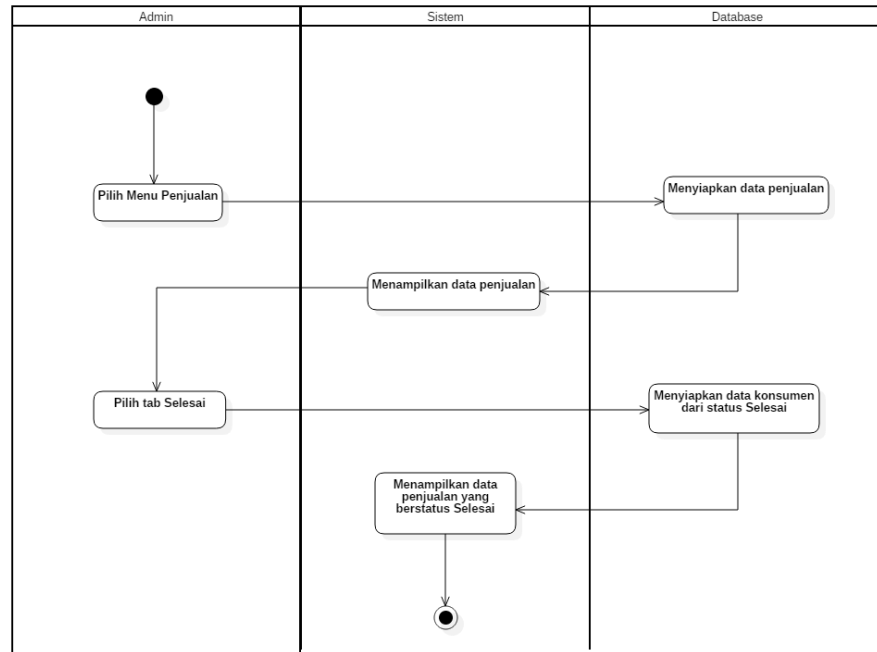 Admin
Sistem
Database
Pilih Menu Penjualan
Menyiapkan data penjualan
Menampilkan data penjualan
Pilih tab Selesai
Menyiapkan data konsumen
dari status Selesai
Menampilkan data
penjualan yang
berstatus Selesai